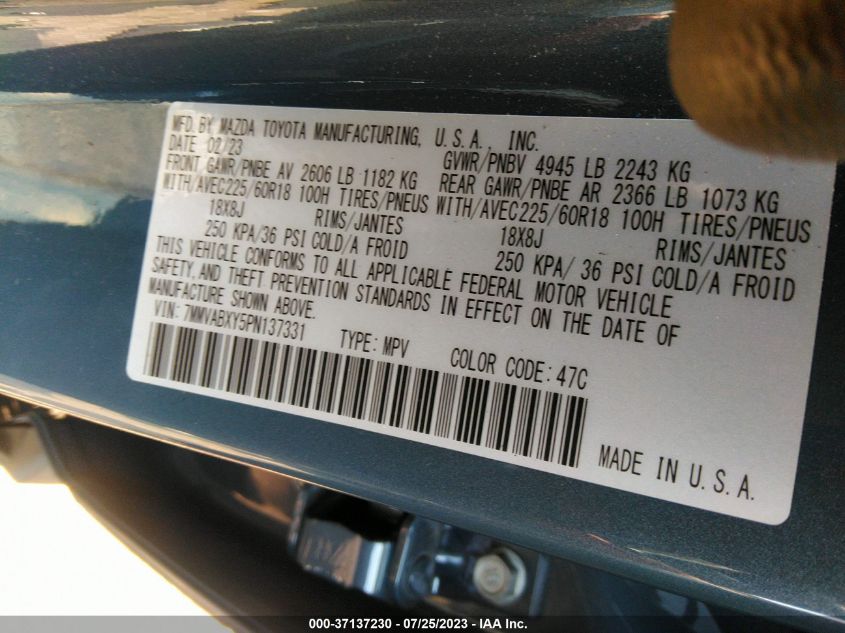 MFD BY MAZDA TOYOTA MANUFACTURING, U.S.A., INC.
DATE 02/23 GVWR/PNBV 4945 LB 2243 KG
FRONT GAWR/PNBE AV 2606 LB 1182 KG REAR GAWR/PNBE AR 2366 LB 1073 KG
WITH/AVEC225/60R18 100H TIRES/PNEUS WITH/AVEC225/60R18 100H TIRES/PNEUS
18X8J RIMS/JANTES 18X8J RIMS/JANTES
250 KPA/36 PSI COLD/A FROID 250 KPA/ 36 PSI COLD/A FROID
THIS VEHICLE CONFORMS TO ALL APPLICABLE FEDERAL MOTOR VEHICLE
SAFETY AND THEFT PREVENTION STANDARDS IN EFFECT ON THE DATE OF
MANUFACTURE SHOWN ABOVE.
VIN: 7MMVABXY5PN137331 TYPE: MPV COLOR CODE: 47C
MADE IN U.S.A.
000-37137230 - 07/25/2023 - IAA Inc.